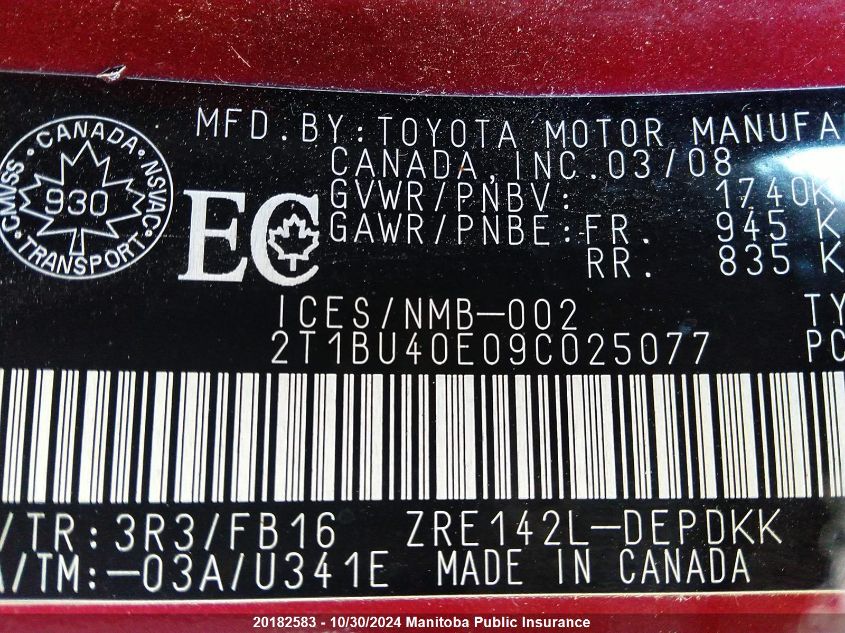 MFD.BY:TOYOTA MOTOR MANUFA
CANADA, INC. 03/08
GVWR/PNBV: 1740K
GAWR/PNBE:FR. 945 K
RR. 835 K
CANADA
CMVSS
NSVAC
930
TRANSPORT
EC
ICES/NMB-002 TY
2T1BU40E09C025077 PC
/TR:3R3/FB16 ZRE142L-DEPDKK
A/TM:-03A/U341E MADE IN CANADA
20182583 - 10/30/2024 Manitoba Public Insurance